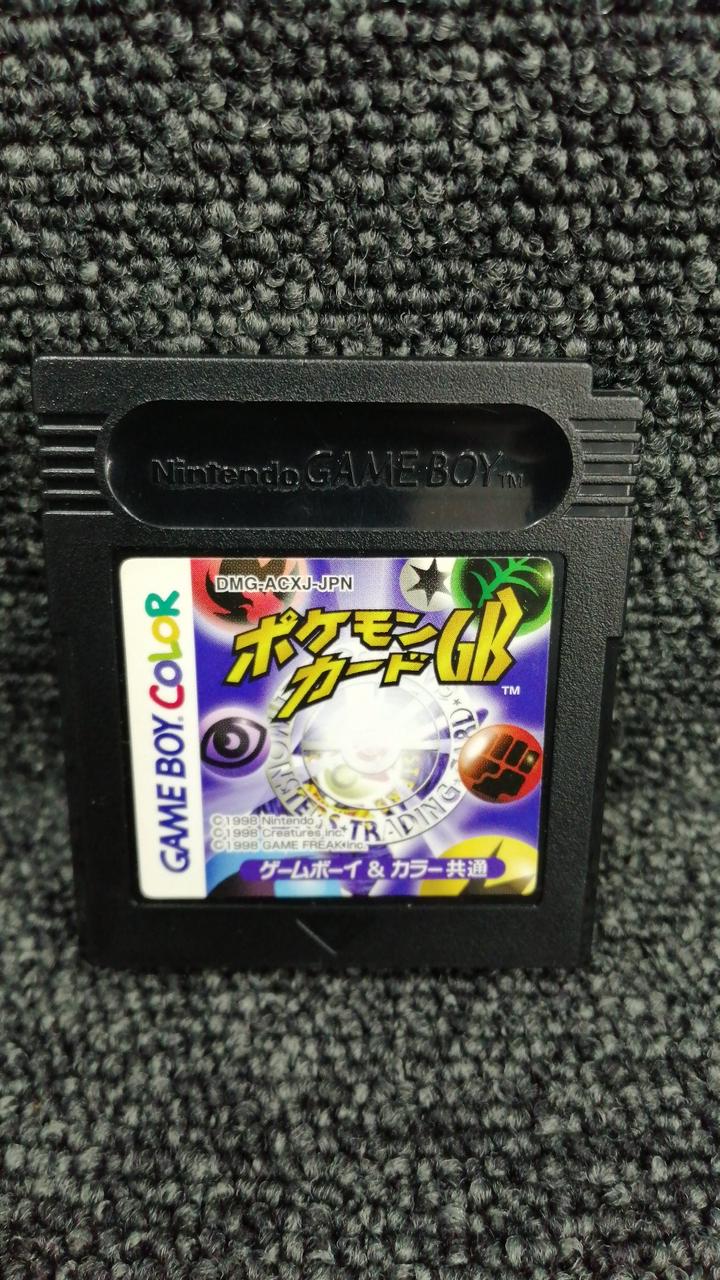 Nintendo GAME BOY™
DMG-ACXJ-JPN
ポケモン
カードGB
™
GAME BOY COLOR
MONSTERS★TRADING
©1998 Nintendo
©1998 Creatures inc.
©1998 GAME FREAK inc.
ゲームボーイ & カラー共通